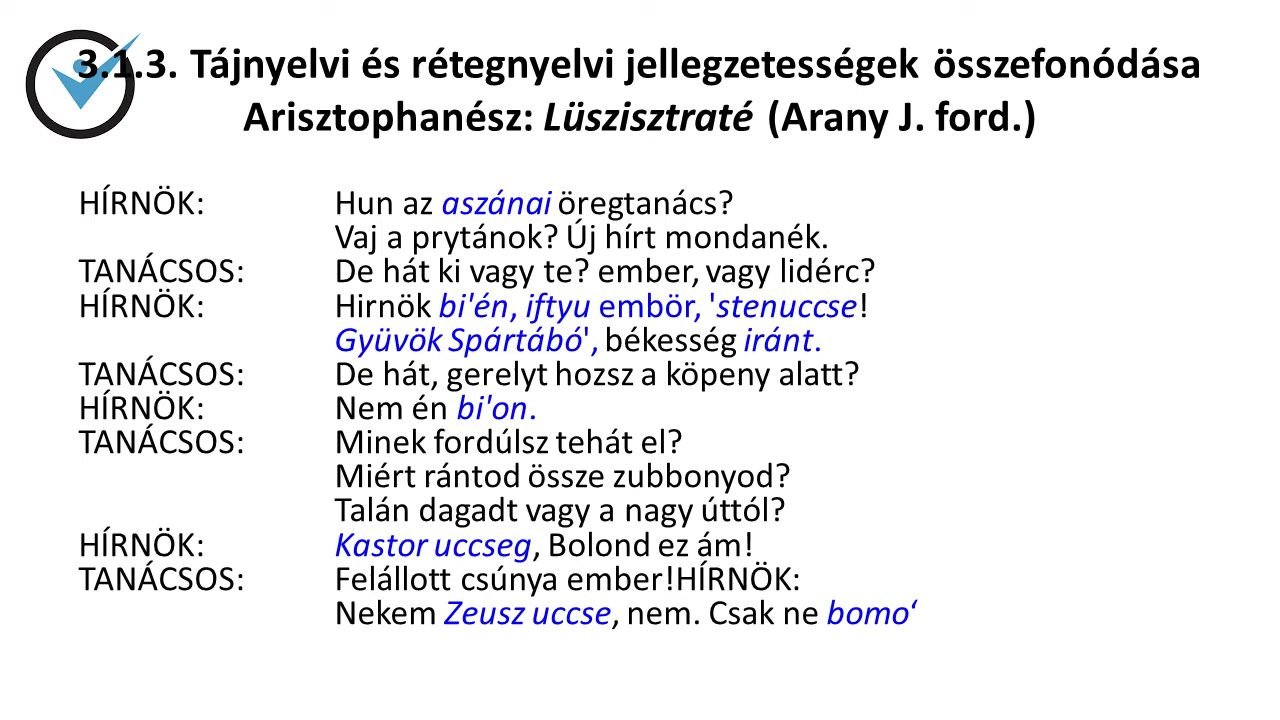 3.1.3. Tájnyelvi és rétegnyelvi jellegzetességek összefonódása
Arisztophanész: Lüszisztraté (Arany J. ford.)
HÍRNÖK: Hun az aszánai öregtanács?
Vaj a prytánok? Új hírt mondanék.
TANÁCSOS: De hát ki vagy te? ember, vagy lidérc?
HÍRNÖK: Hirnök bi'én, iftyu embör, 'stenuccse!
Gyüvök Spártábó', békesség iránt.
TANÁCSOS: De hát, gerelyt hozsz a köpeny alatt?
HÍRNÖK: Nem én bi'on.
TANÁCSOS: Minek fordúlsz tehát el?
Miért rántod össze zubbonyod?
Talán dagadt vagy a nagy úttól?
HÍRNÖK: Kastor uccseg, Bolond ez ám!
TANÁCSOS: Felállott csúnya ember!HÍRNÖK:
Nekem Zeusz uccse, nem. Csak ne bomo‘